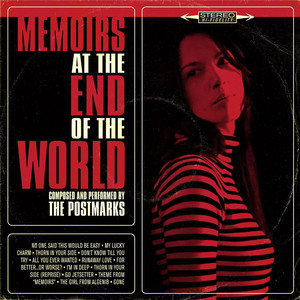 STEREO
MEMOIRS
AT THE
END
OF THE
WORLD
COMPOSED AND PERFORMED BY
THE POSTMARKS
NO ONE SAID THIS WOULD BE EASY • MY LUCKY
CHARM • THORN IN YOUR SIDE • DON'T KNOW TILL YOU
TRY • ALL YOU EVER WANTED • RUNAWAY LOVE • FOR
BETTER...OR WORSE? • I'M IN DEEP • THORN IN YOUR
SIDE (REPRISE) • GO JETSETTER • THEME FROM
"MEMOIRS" • THE GIRL FROM ALGENIB • GONE